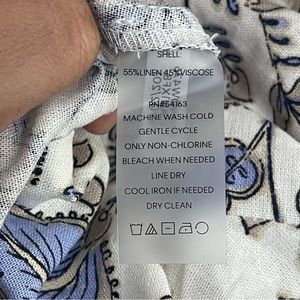 SHELL:
55%LINEN 45%VISCOSE
RN#54163
MACHINE WASH COLD
GENTLE CYCLE
ONLY NON-CHLORINE
BLEACH WHEN NEEDED
LINE DRY
COOL IRON IF NEEDED
DRY CLEAN